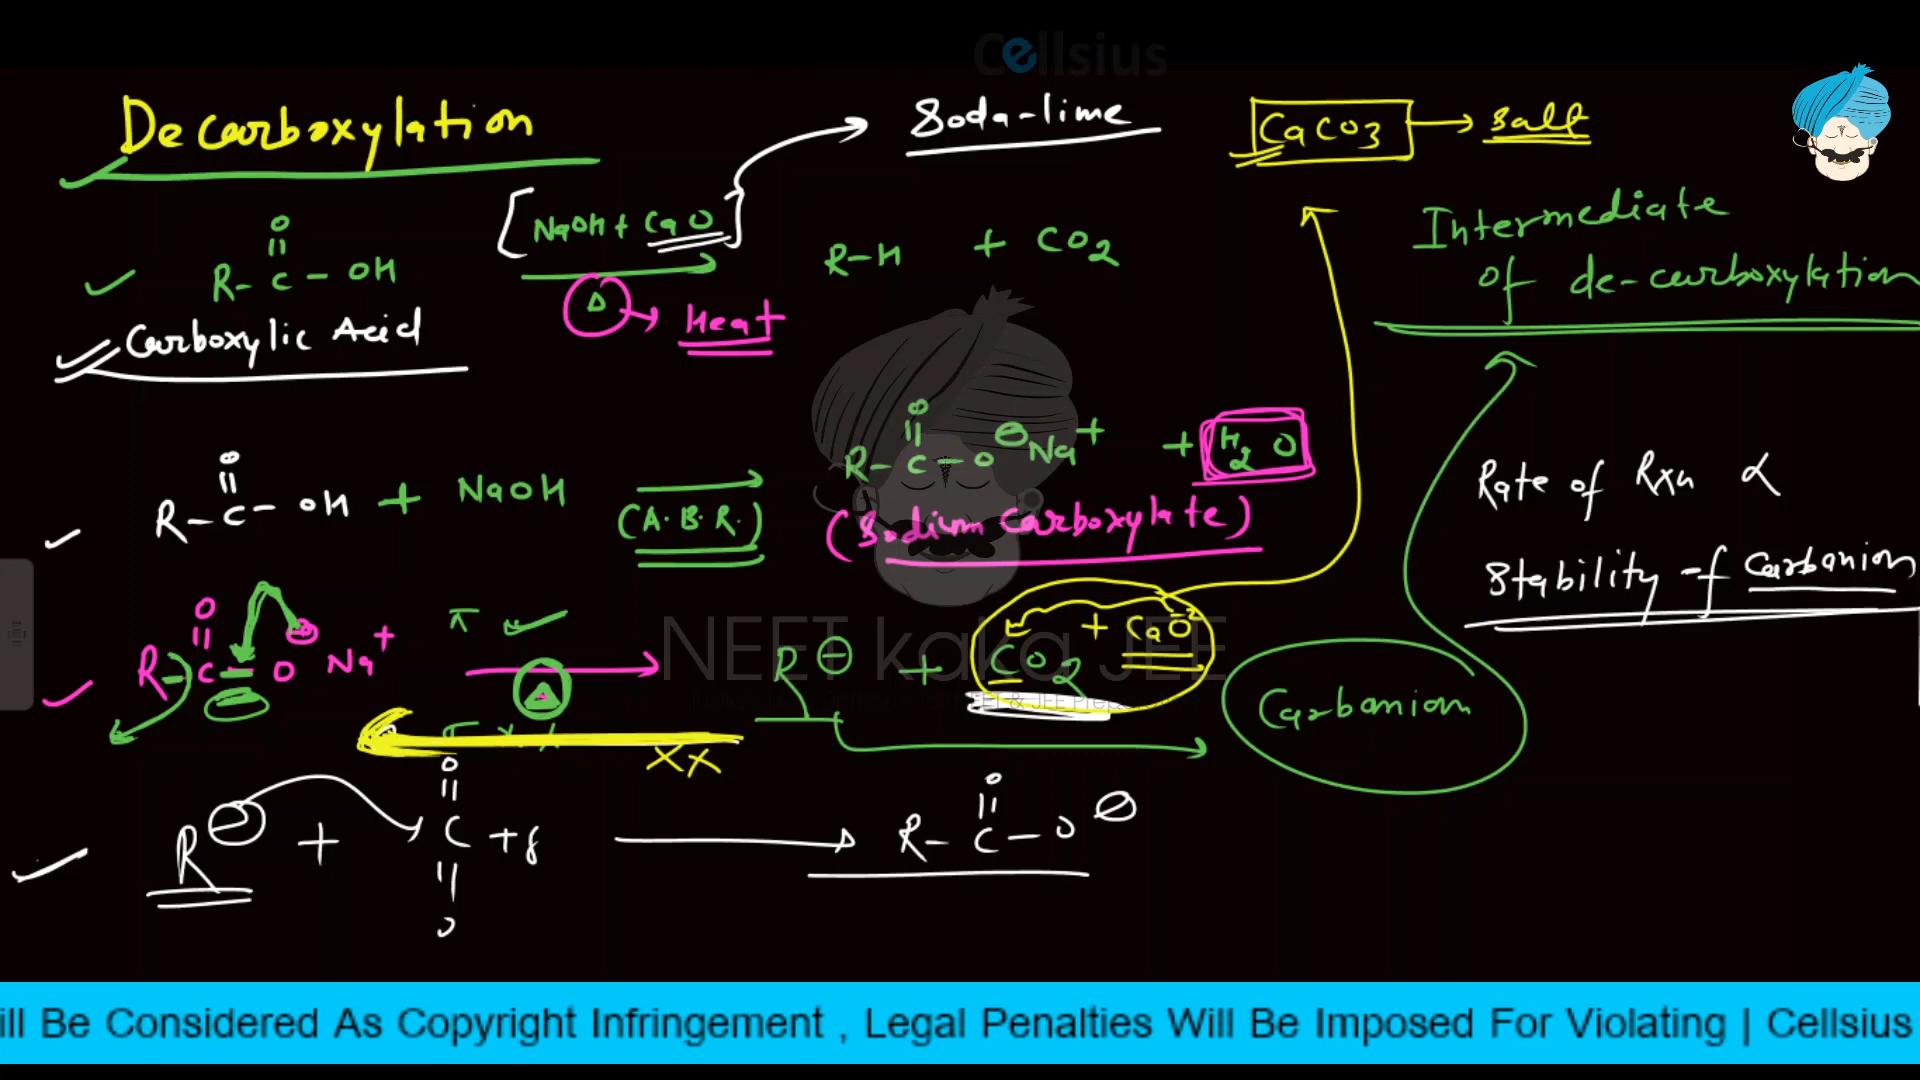 Cellsius
Decarboxylation
Soda-lime
CaCO3 → Salt
[NaOH + CaO]
O
R-C-OH
Δ → Heat
R-H + CO2
Intermediate
of de-carboxylation
Carboxylic Acid
O
R-C-OH + NaOH
(A.B.R.)
O
R-C-O ⊖ Na+ + H2O
(Sodium Carboxylate)
Rate of Rxn ∝
Stability of Carbanion
O
R-C-O ⊖ Na+
Δ
R⊖ + CO2 + CaO-2
NEET kaka JEE
Carbanion
XX
O
R⊖ + C +δ
O
O
R-C-O⊖
ill Be Considered As Copyright Infringement , Legal Penalties Will Be Imposed For Violating | Cellsius